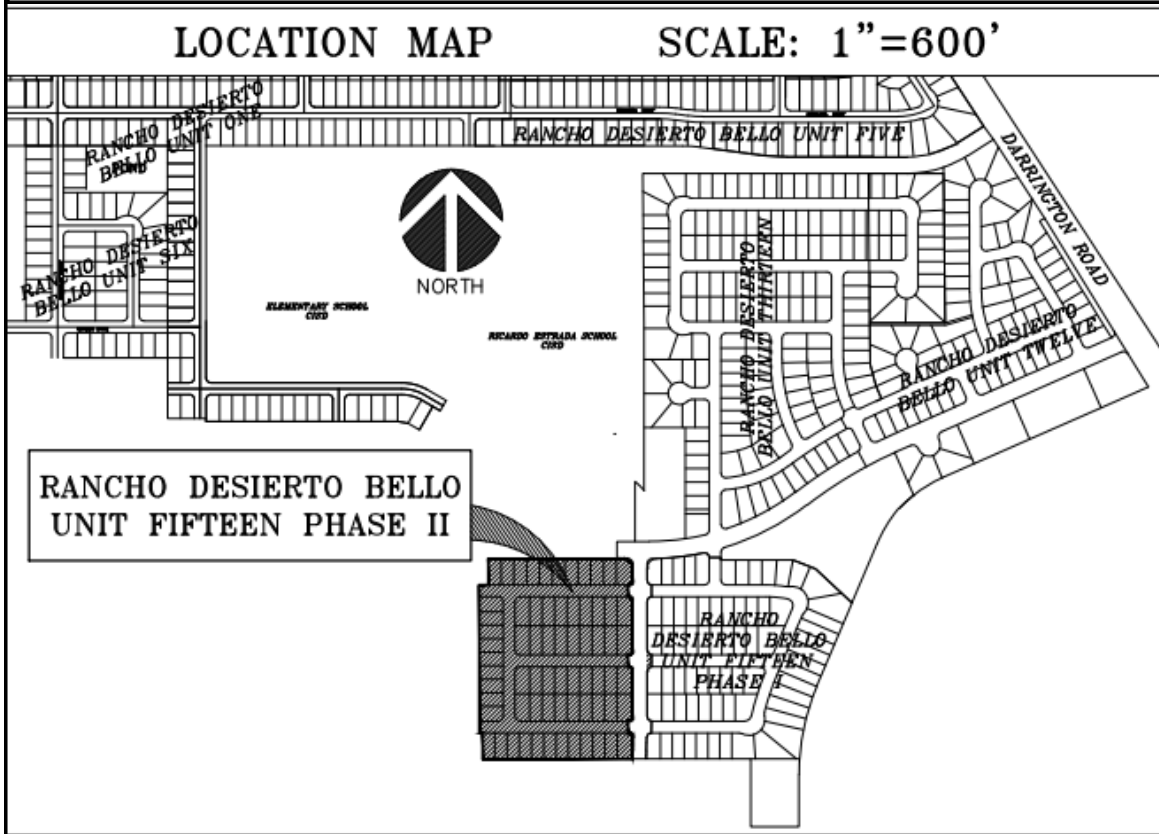 LOCATION MAP SCALE: 1"=600'
RANCHO DESIERTO
BELLO UNIT ONE
RANCHO DESIERTO BELLO UNIT FIVE
DARRINGTON ROAD
RANCHO DESIERTO
BELLO UNIT SIX
NORTH
ELEMENTARY SCHOOL
CISD
RICARDO ESTRADA SCHOOL
CISD
RANCHO DESIERTO
BELLO UNIT THIRTEEN
RANCHO DESIERTO
BELLO UNIT TWELVE
RANCHO DESIERTO BELLO
UNIT FIFTEEN PHASE II
RANCHO
DESIERTO BELLO
UNIT FIFTEEN
PHASE I